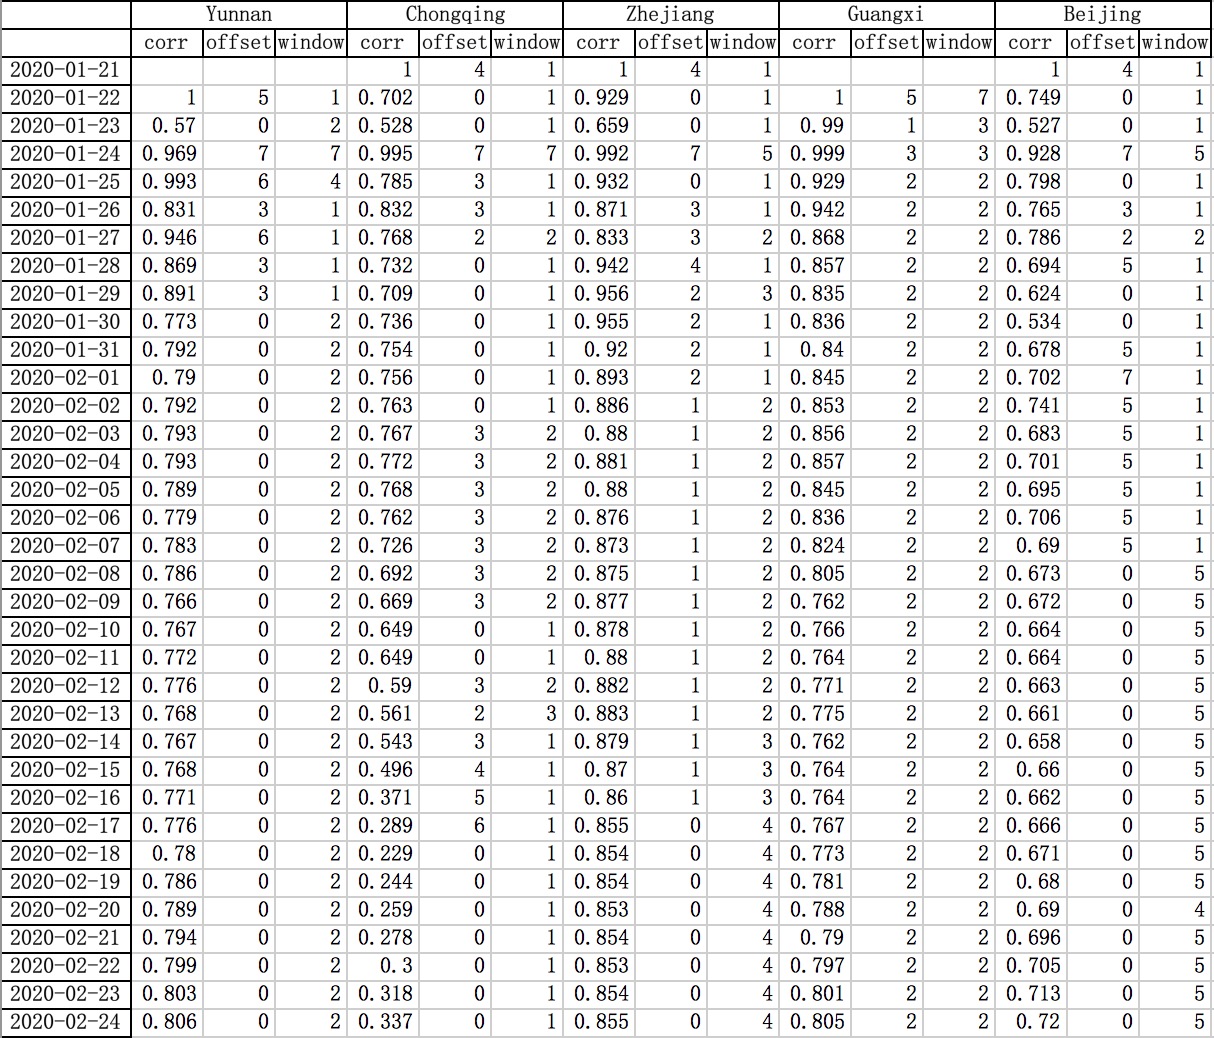 Yunnan Chongqing Zhejiang Guangxi Beijing
corr offset window corr offset window corr offset window corr offset window corr offset window
2020-01-21 1 4 1 1 4 1 1 4 1
2020-01-22 1 5 1 0.702 0 1 0.929 0 1 1 5 7 0.749 0 1
2020-01-23 0.57 0 2 0.528 0 1 0.659 0 1 0.99 1 3 0.527 0 1
2020-01-24 0.969 7 7 0.995 7 7 0.992 7 5 0.999 3 3 0.928 7 5
2020-01-25 0.993 6 4 0.785 3 1 0.932 0 1 0.929 2 2 0.798 0 1
2020-01-26 0.831 3 1 0.832 3 1 0.871 3 1 0.942 2 2 0.765 3 1
2020-01-27 0.946 6 1 0.768 2 2 0.833 3 2 0.868 2 2 0.786 2 2
2020-01-28 0.869 3 1 0.732 0 1 0.942 4 1 0.857 2 2 0.694 5 1
2020-01-29 0.891 3 1 0.709 0 1 0.956 2 3 0.835 2 2 0.624 0 1
2020-01-30 0.773 0 2 0.736 0 1 0.955 2 1 0.836 2 2 0.534 0 1
2020-01-31 0.792 0 2 0.754 0 1 0.92 2 1 0.84 2 2 0.678 5 1
2020-02-01 0.79 0 2 0.756 0 1 0.893 2 1 0.845 2 2 0.702 7 1
2020-02-02 0.792 0 2 0.763 0 1 0.886 1 2 0.853 2 2 0.741 5 1
2020-02-03 0.793 0 2 0.767 3 2 0.88 1 2 0.856 2 2 0.683 5 1
2020-02-04 0.793 0 2 0.772 3 2 0.881 1 2 0.857 2 2 0.701 5 1
2020-02-05 0.789 0 2 0.768 3 2 0.88 1 2 0.845 2 2 0.695 5 1
2020-02-06 0.779 0 2 0.762 3 2 0.876 1 2 0.836 2 2 0.706 5 1
2020-02-07 0.783 0 2 0.726 3 2 0.873 1 2 0.824 2 2 0.69 5 1
2020-02-08 0.786 0 2 0.692 3 2 0.875 1 2 0.805 2 2 0.673 0 5
2020-02-09 0.766 0 2 0.669 3 2 0.877 1 2 0.762 2 2 0.672 0 5
2020-02-10 0.767 0 2 0.649 0 1 0.878 1 2 0.766 2 2 0.664 0 5
2020-02-11 0.772 0 2 0.649 0 1 0.88 1 2 0.764 2 2 0.664 0 5
2020-02-12 0.776 0 2 0.59 3 2 0.882 1 2 0.771 2 2 0.663 0 5
2020-02-13 0.768 0 2 0.561 2 3 0.883 1 2 0.775 2 2 0.661 0 5
2020-02-14 0.767 0 2 0.543 3 1 0.879 1 3 0.762 2 2 0.658 0 5
2020-02-15 0.768 0 2 0.496 4 1 0.87 1 3 0.764 2 2 0.66 0 5
2020-02-16 0.771 0 2 0.371 5 1 0.86 1 3 0.764 2 2 0.662 0 5
2020-02-17 0.776 0 2 0.289 6 1 0.855 0 4 0.767 2 2 0.666 0 5
2020-02-18 0.78 0 2 0.229 0 1 0.854 0 4 0.773 2 2 0.671 0 5
2020-02-19 0.786 0 2 0.244 0 1 0.854 0 4 0.781 2 2 0.68 0 5
2020-02-20 0.789 0 2 0.259 0 1 0.853 0 4 0.788 2 2 0.69 0 4
2020-02-21 0.794 0 2 0.278 0 1 0.854 0 4 0.79 2 2 0.696 0 5
2020-02-22 0.799 0 2 0.3 0 1 0.853 0 4 0.797 2 2 0.705 0 5
2020-02-23 0.803 0 2 0.318 0 1 0.854 0 4 0.801 2 2 0.713 0 5
2020-02-24 0.806 0 2 0.337 0 1 0.855 0 4 0.805 2 2 0.72 0 5